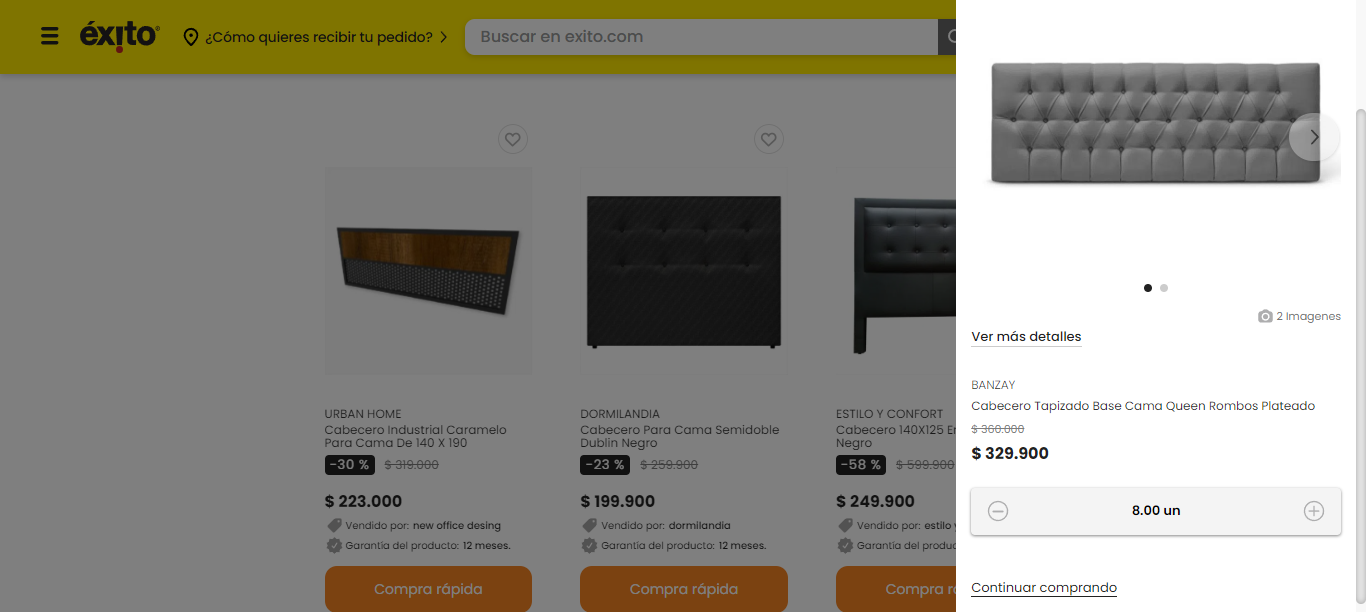 éxito
¿Cómo quieres recibir tu pedido?
Buscar en exito.com
URBAN HOME
Cabecero Industrial Caramelo
Para Cama De 140 X 190
-30 %
$ 319.000
$ 223.000
Vendido por: new office desing
Garantía del producto: 12 meses.
Compra rápida
DORMILANDIA
Cabecero Para Cama Semidoble
Dublin Negro
-23 %
$ 259.900
$ 199.900
Vendido por: dormilandia
Garantía del producto: 12 meses.
Compra rápida
ESTILO Y CONFORT
Cabecero 140X125
Negro
-58 %
$ 599.900
$ 249.900
Vendido por: estilo
Garantía del
Compra
2 Imagenes
Ver más detalles
BANZAY
Cabecero Tapizado Base Cama Queen Rombos Plateado
$ 360.000
$ 329.900
8.00 un
Continuar comprando